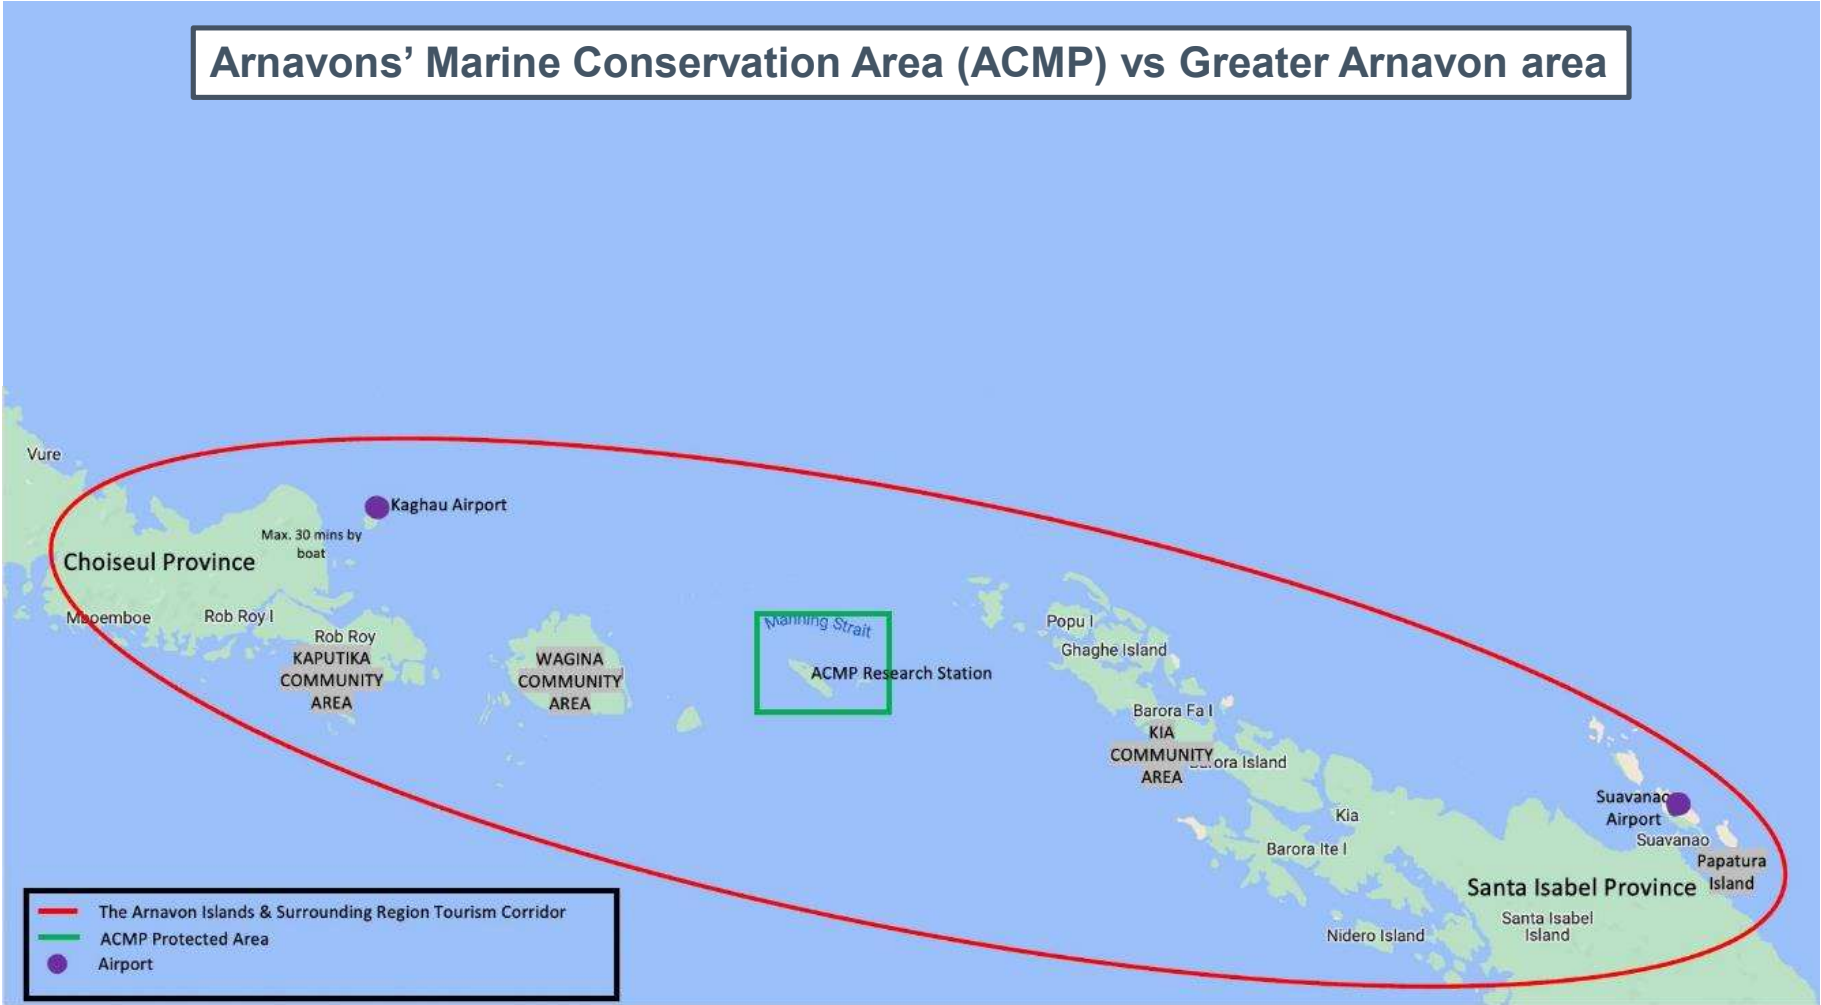 Arnavons’ Marine Conservation Area (ACMP) vs Greater Arnavon area
Vure
Kaghau Airport
Max. 30 mins by
boat
Choiseul Province
Mboemboe
Rob Roy I
Rob Roy
KAPUTIKA
COMMUNITY
AREA
WAGINA
COMMUNITY
AREA
Manning Strait
ACMP Research Station
Popu I
Ghaghe Island
Barora Fa I
KIA
COMMUNITY
AREA
Barora Island
Kia
Barora Ite I
Suavanao
Airport
Suavanao
Papatura
Island
Santa Isabel Province
Santa Isabel
Island
Nidero Island
The Arnavon Islands & Surrounding Region Tourism Corridor
ACMP Protected Area
Airport